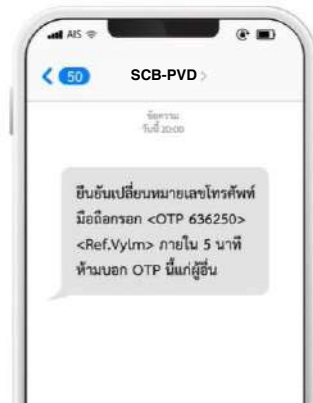 AIS
50
SCB-PVD
ข้อความ
วันนี้ 20:00
ยืนยันเปลี่ยนหมายเลขโทรศัพท์
มือถือกรอก <OTP 636250>
<Ref.Vylm> ภายใน 5 นาที
ห้ามบอก OTP นี้แก่ผู้อื่น